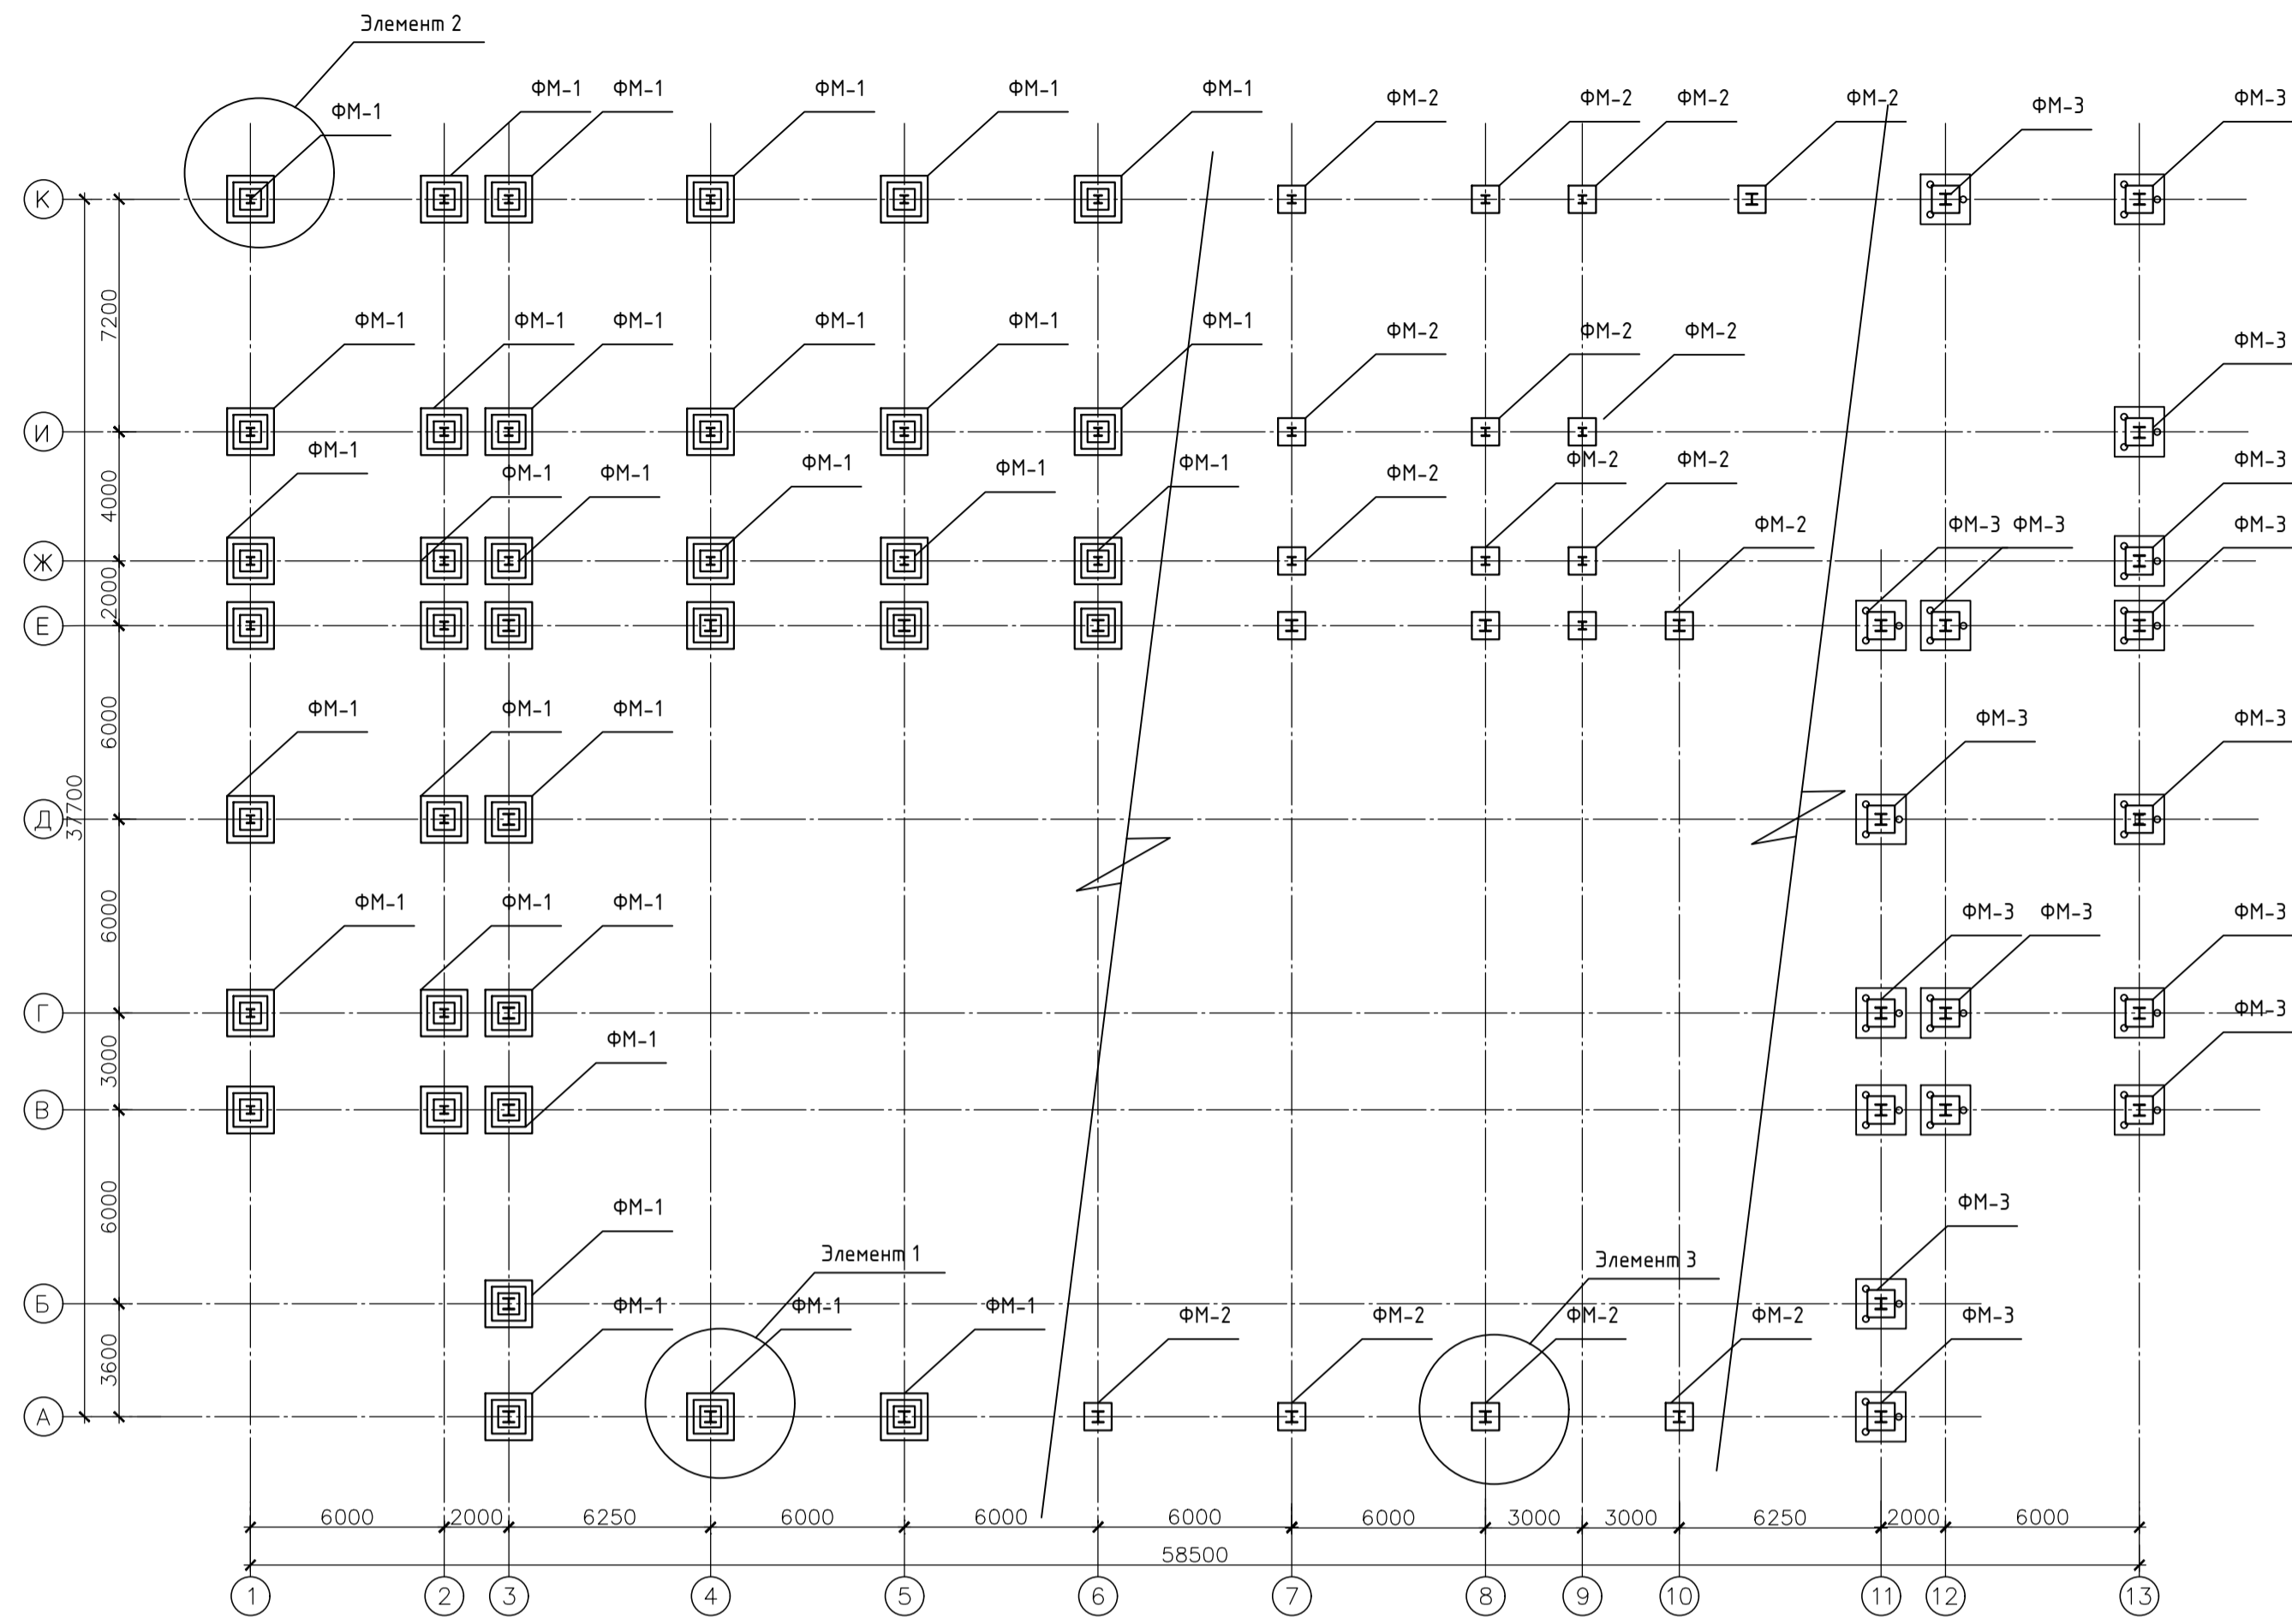 Элемент 2
ФМ-1 ФМ-1 ФМ-1 ФМ-1 ФМ-1 ФМ-2 ФМ-2 ФМ-2 ФМ-2 ФМ-3 ФМ-3
ФМ-1
К
7200
ФМ-1 ФМ-1 ФМ-1 ФМ-1 ФМ-1 ФМ-1 ФМ-2 ФМ-2 ФМ-2 ФМ-3
И
ФМ-1 ФМ-1 ФМ-1 ФМ-1 ФМ-1 ФМ-1 ФМ-2 ФМ-2 ФМ-2 ФМ-3
4000
ФМ-2 ФМ-3 ФМ-3 ФМ-3
Ж
2000
Е
6000
ФМ-1 ФМ-1 ФМ-1 ФМ-3 ФМ-3
37700
Д
6000
ФМ-1 ФМ-1 ФМ-1 ФМ-3 ФМ-3 ФМ-3
Г
ФМ-3
3000
ФМ-1
В
6000
ФМ-1 ФМ-3
Элемент 1 Элемент 3
Б
ФМ-1 ФМ-1 ФМ-1 ФМ-2 ФМ-2 ФМ-2 ФМ-2 ФМ-3
3600
А
6000 2000 6250 6000 6000 6000 6000 3000 3000 6250 2000 6000
58500
1 2 3 4 5 6 7 8 9 10 11 12 13